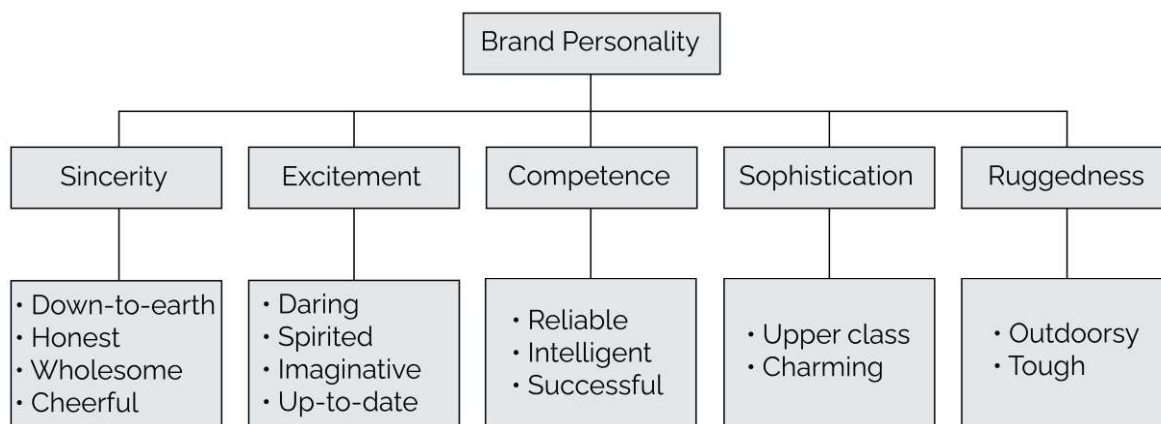 Brand Personality
Sincerity
Excitement
Competence
Sophistication
Ruggedness
• Down-to-earth
• Honest
• Wholesome
• Cheerful
• Daring
• Spirited
• Imaginative
• Up-to-date
• Reliable
• Intelligent
• Successful
• Upper class
• Charming
• Outdoorsy
• Tough